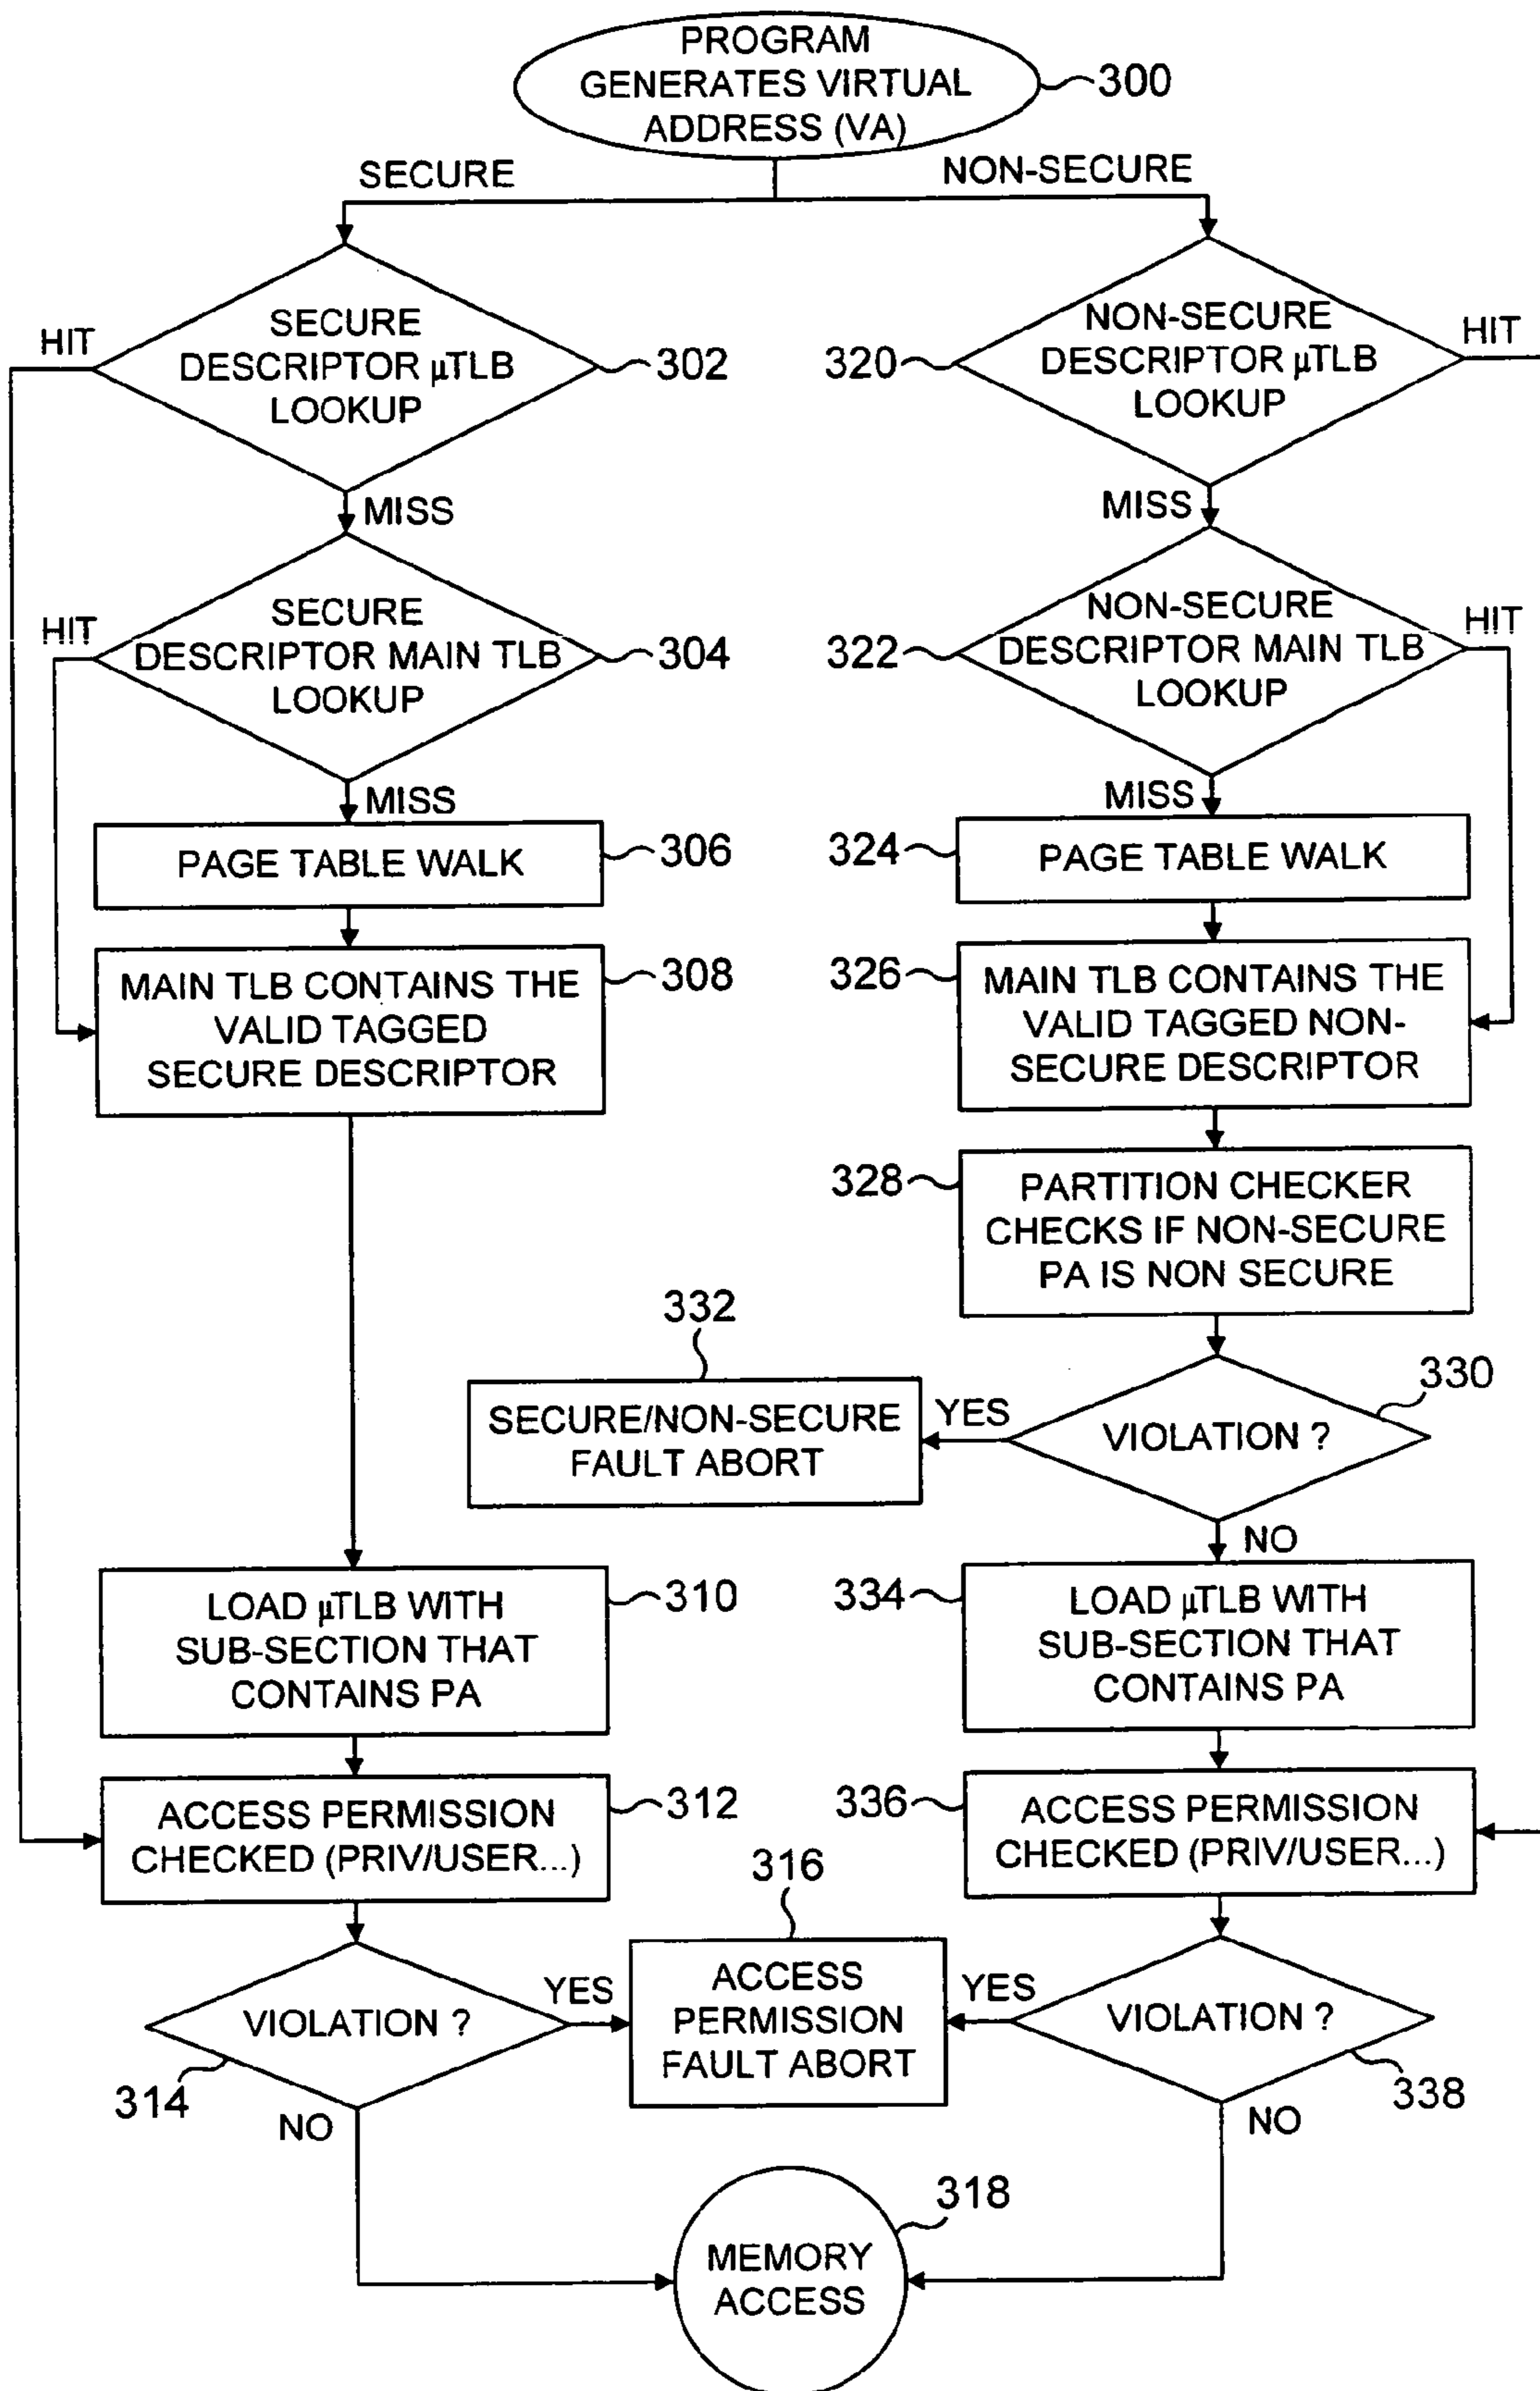 PROGRAM
GENERATES VIRTUAL
ADDRESS (VA)
300
SECURE
NON-SECURE
HIT
SECURE
DESCRIPTOR µTLB
LOOKUP
302
320
NON-SECURE
DESCRIPTOR µTLB
LOOKUP
HIT
MISS
MISS
HIT
SECURE
DESCRIPTOR MAIN TLB
LOOKUP
304
322
NON-SECURE
DESCRIPTOR MAIN TLB
LOOKUP
HIT
MISS
MISS
PAGE TABLE WALK
306
324
PAGE TABLE WALK
MAIN TLB CONTAINS THE
VALID TAGGED
SECURE DESCRIPTOR
308
326
MAIN TLB CONTAINS THE
VALID TAGGED NON-
SECURE DESCRIPTOR
328
PARTITION CHECKER
CHECKS IF NON-SECURE
PA IS NON SECURE
332
SECURE/NON-SECURE
FAULT ABORT
YES
VIOLATION ?
330
NO
LOAD µTLB WITH
SUB-SECTION THAT
CONTAINS PA
310
334
LOAD µTLB WITH
SUB-SECTION THAT
CONTAINS PA
ACCESS PERMISSION
CHECKED (PRIV/USER...)
312
336
ACCESS PERMISSION
CHECKED (PRIV/USER...)
316
VIOLATION ?
314
YES
ACCESS
PERMISSION
FAULT ABORT
YES
VIOLATION ?
338
NO
NO
MEMORY
ACCESS
318